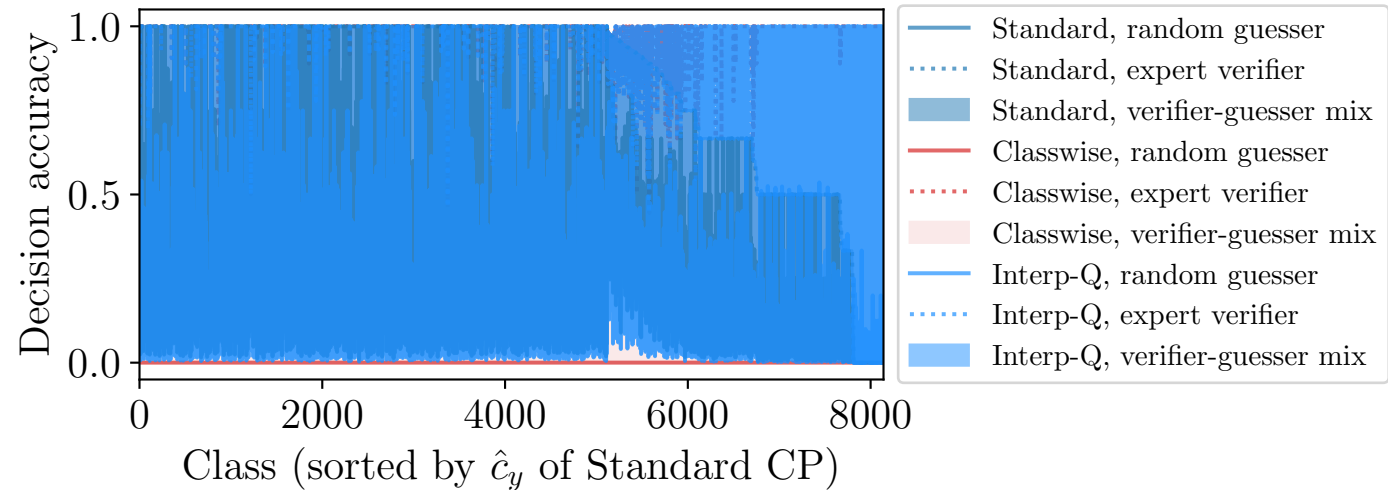 Decision accuracy
1.0
0.5
0.0
0
2000
4000
6000
8000
Class (sorted by $\hat{c}_y$ of Standard CP)
Standard, random guesser
Standard, expert verifier
Standard, verifier-guesser mix
Classwise, random guesser
Classwise, expert verifier
Classwise, verifier-guesser mix
Interp-Q, random guesser
Interp-Q, expert verifier
Interp-Q, verifier-guesser mix